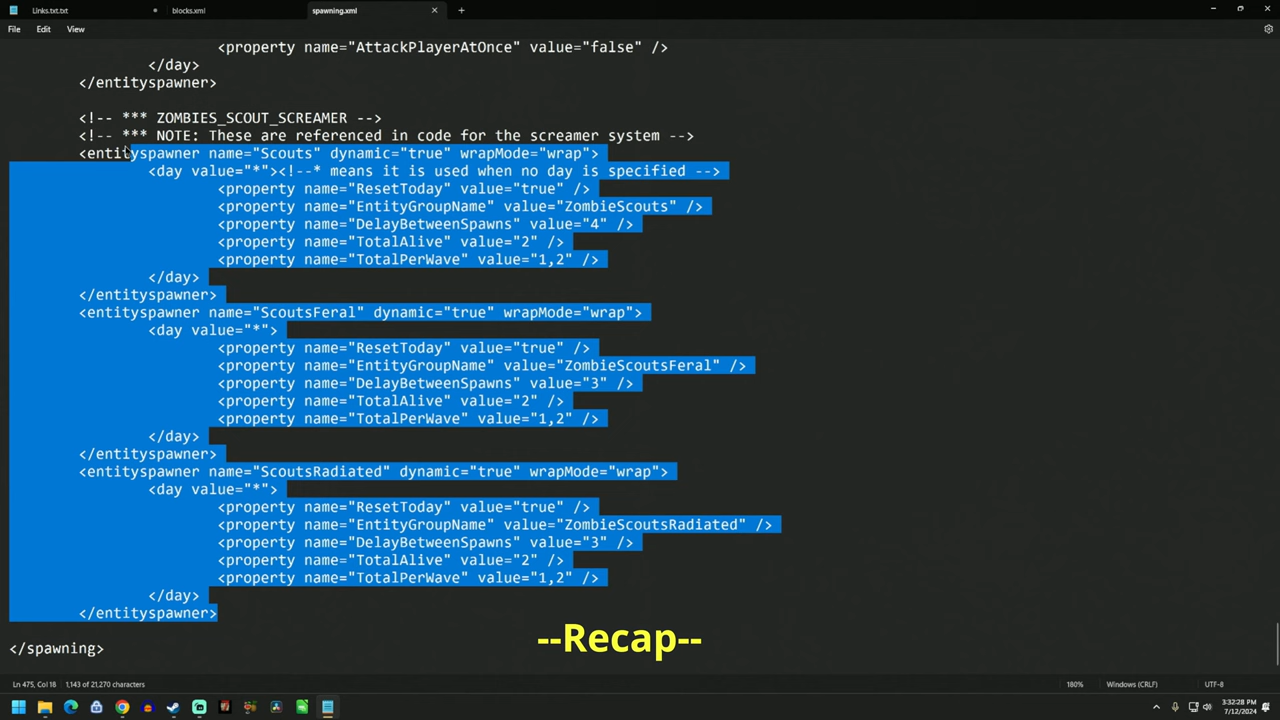 Links.txt.txt
blocks.xml
spawning.xml
File Edit View
<property name="AttackPlayerAtOnce" value="false" />
</day>
</entityspawner>
<!-- *** ZOMBIES_SCOUT_SCREAMER -->
<!-- *** NOTE: These are referenced in code for the screamer system -->
<entityspawner name="Scouts" dynamic="true" wrapMode="wrap">
<day value="*"><!--* means it is used when no day is specified -->
<property name="ResetToday" value="true" />
<property name="EntityGroupName" value="ZombieScouts" />
<property name="DelayBetweenSpawns" value="4" />
<property name="TotalAlive" value="2" />
<property name="TotalPerWave" value="1,2" />
</day>
</entityspawner>
<entityspawner name="ScoutsFeral" dynamic="true" wrapMode="wrap">
<day value="*">
<property name="ResetToday" value="true" />
<property name="EntityGroupName" value="ZombieScoutsFeral" />
<property name="DelayBetweenSpawns" value="3" />
<property name="TotalAlive" value="2" />
<property name="TotalPerWave" value="1,2" />
</day>
</entityspawner>
<entityspawner name="ScoutsRadiated" dynamic="true" wrapMode="wrap">
<day value="*">
<property name="ResetToday" value="true" />
<property name="EntityGroupName" value="ZombieScoutsRadiated" />
<property name="DelayBetweenSpawns" value="3" />
<property name="TotalAlive" value="2" />
<property name="TotalPerWave" value="1,2" />
</day>
</entityspawner>
--Recap--
</spawning>
Ln 475, Col 18 1,143 of 21,270 characters 180% Windows (CRLF) UTF-8
3:32:28 PM
7/12/2024